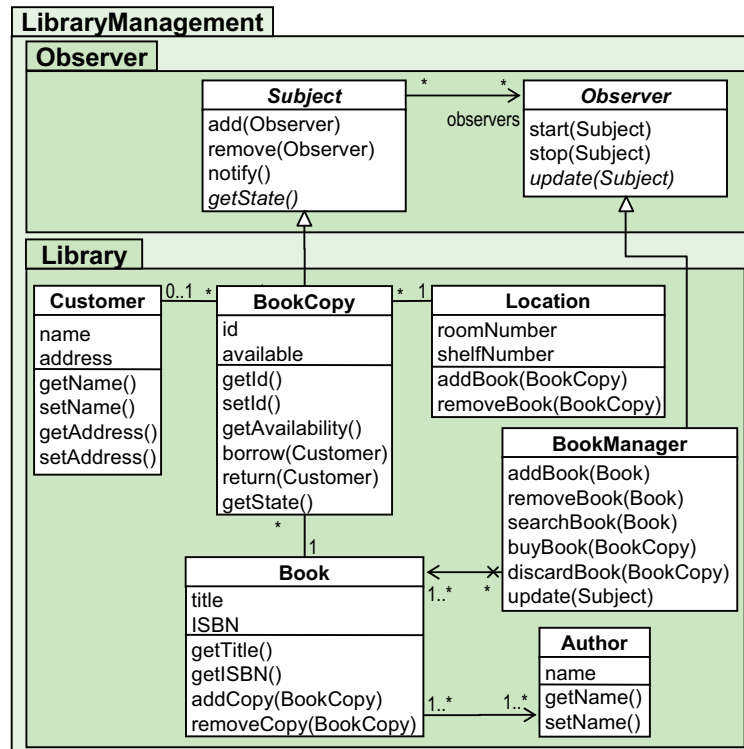 LibraryManagement
Observer
Subject
add(Observer)
remove(Observer)
notify()
getState()
*
*
observers
Observer
start(Subject)
stop(Subject)
update(Subject)
Library
Customer
name
address
getName()
setName()
getAddress()
setAddress()
0..1
*
BookCopy
id
available
getId()
setId()
getAvailability()
borrow(Customer)
return(Customer)
getState()
*
1
Location
roomNumber
shelfNumber
addBook(BookCopy)
removeBook(BookCopy)
BookManager
addBook(Book)
removeBook(Book)
searchBook(Book)
buyBook(BookCopy)
discardBook(BookCopy)
update(Subject)
*
1
Book
title
ISBN
getTitle()
getISBN()
addCopy(BookCopy)
removeCopy(BookCopy)
1..*
*
1..*
1..*
Author
name
getName()
setName()